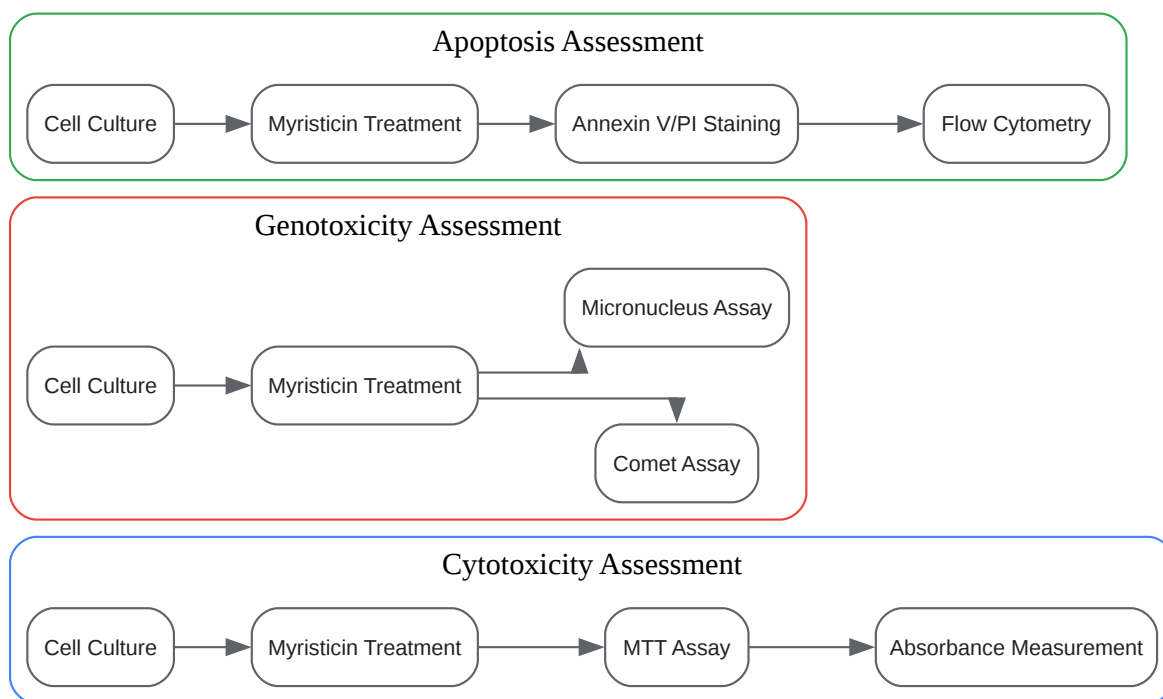 Apoptosis Assessment
Cell Culture
Myristicin Treatment
Annexin V/PI Staining
Flow Cytometry
Genotoxicity Assessment
Micronucleus Assay
Cell Culture
Myristicin Treatment
Comet Assay
Cytotoxicity Assessment
Cell Culture
Myristicin Treatment
MTT Assay
Absorbance Measurement